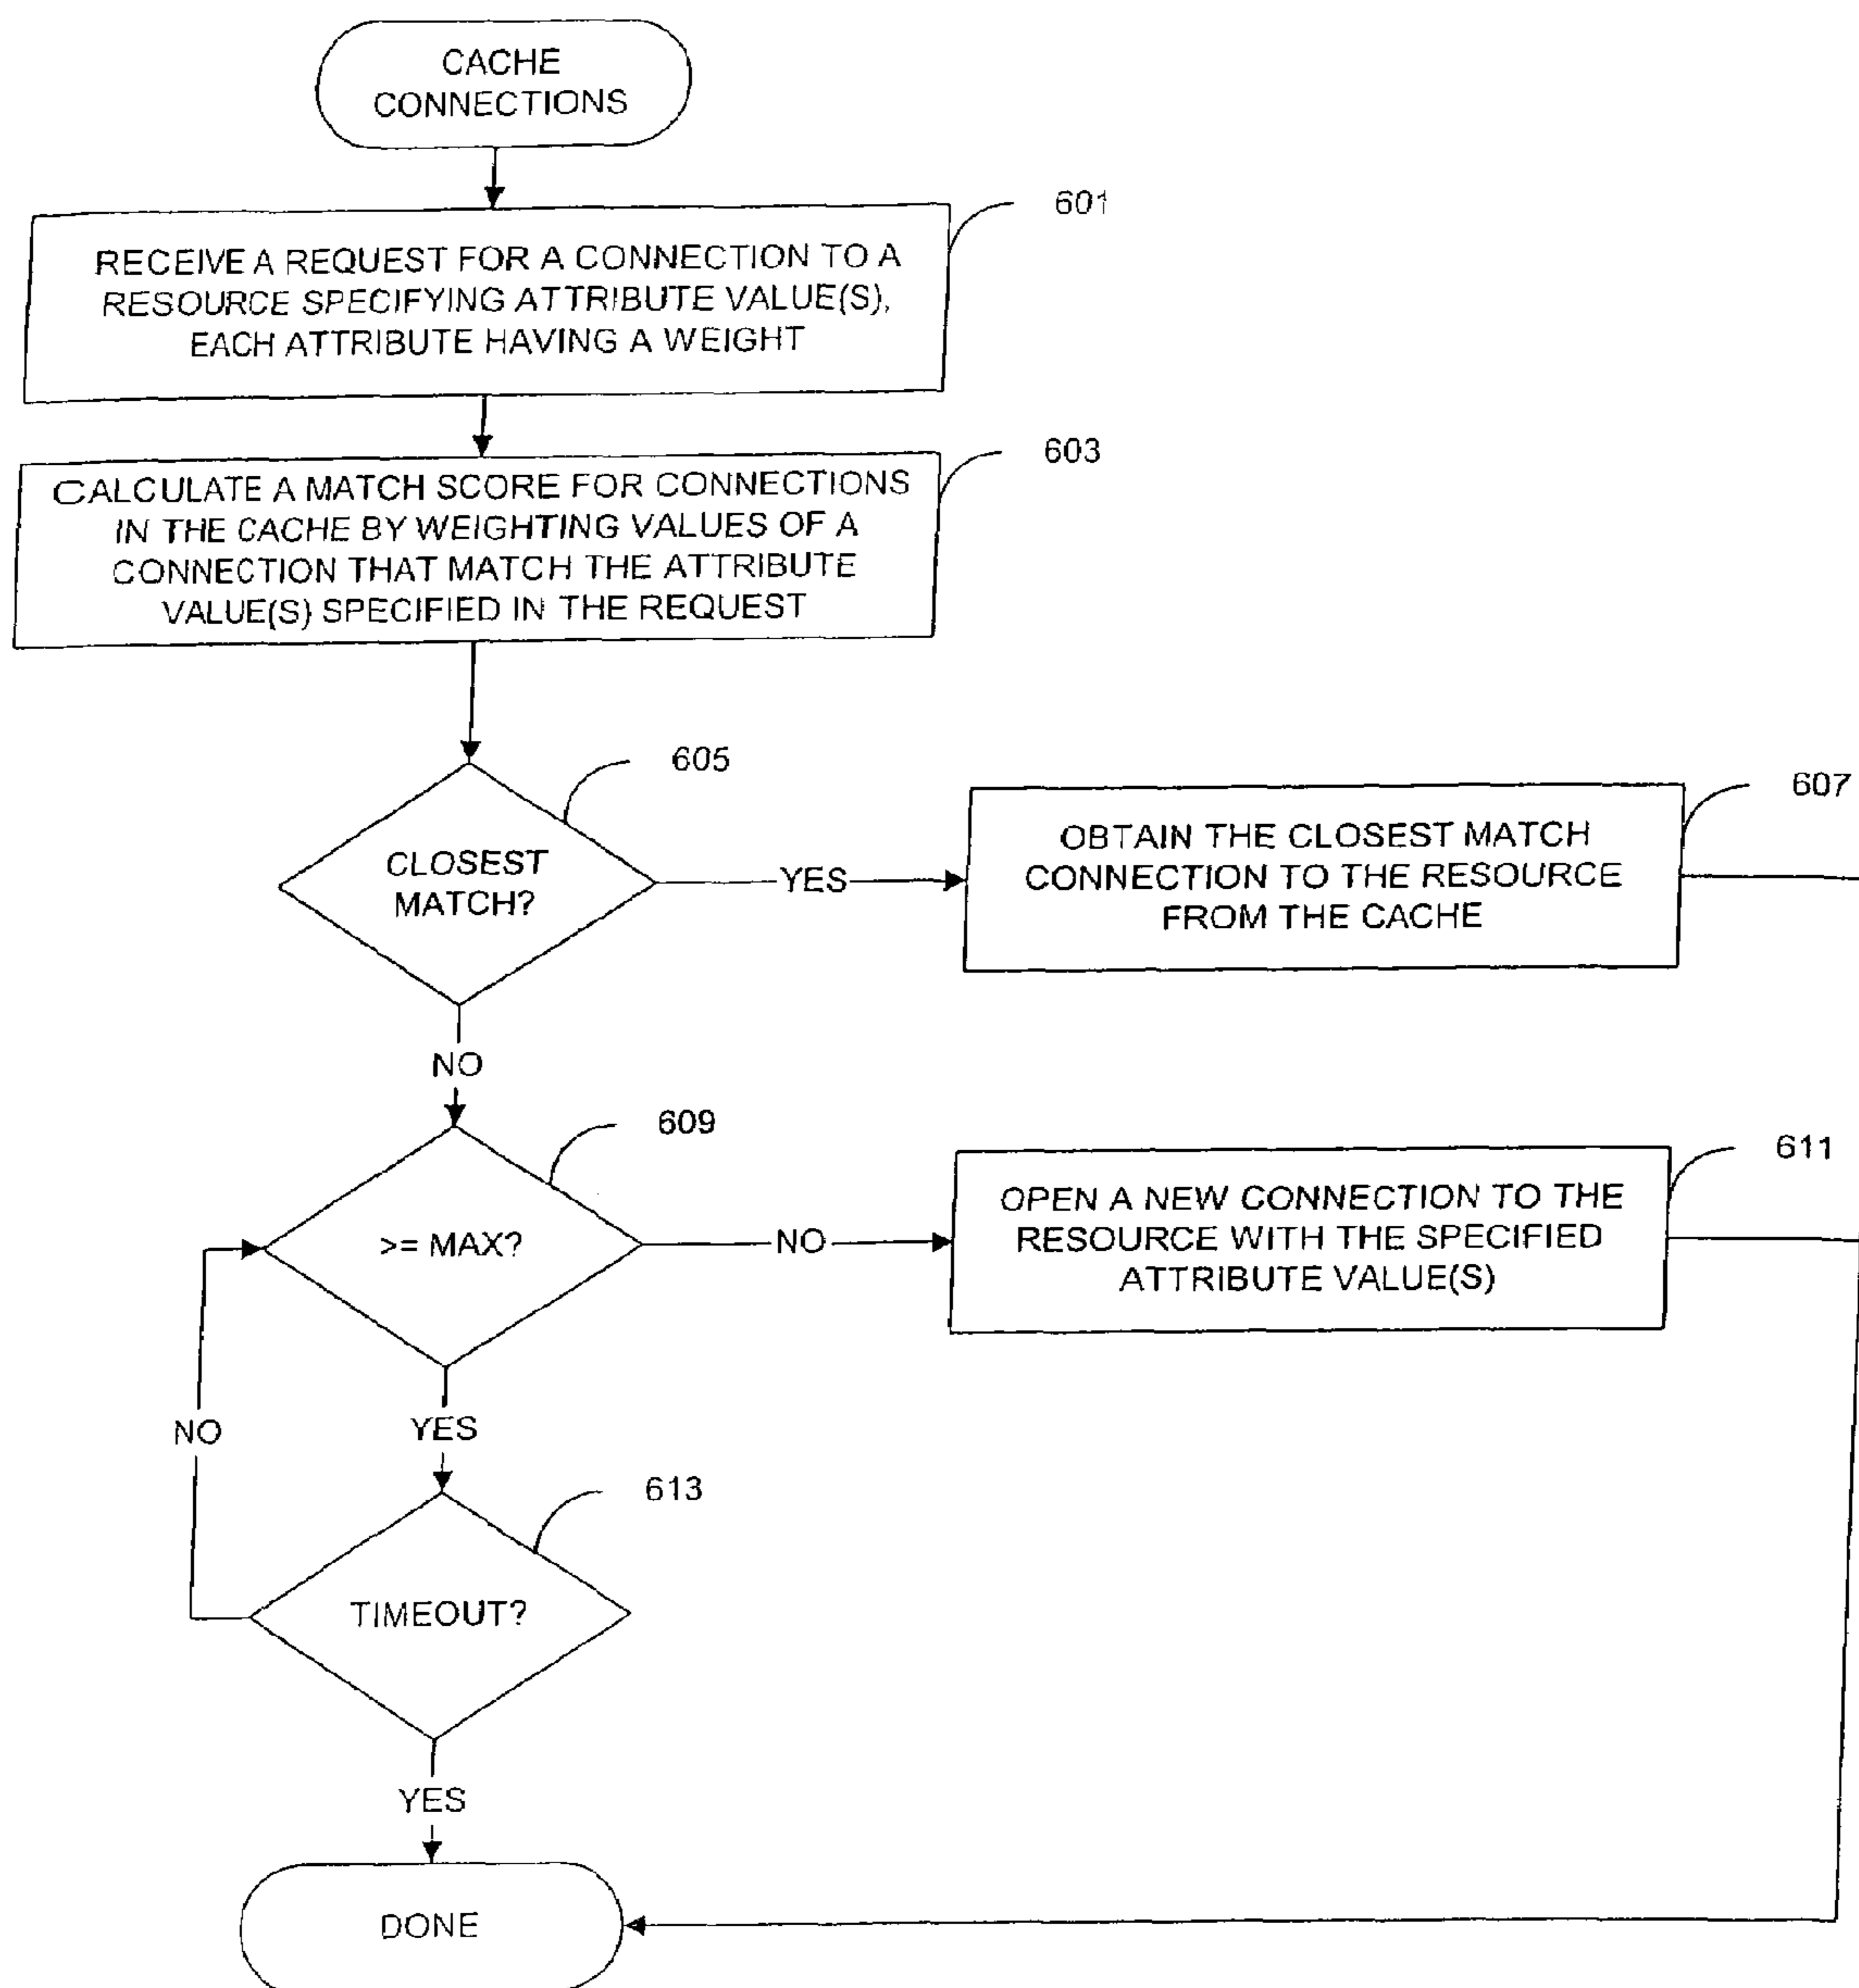 CACHE
CONNECTIONS
601
RECEIVE A REQUEST FOR A CONNECTION TO A
RESOURCE SPECIFYING ATTRIBUTE VALUE(S),
EACH ATTRIBUTE HAVING A WEIGHT
603
CALCULATE A MATCH SCORE FOR CONNECTIONS
IN THE CACHE BY WEIGHTING VALUES OF A
CONNECTION THAT MATCH THE ATTRIBUTE
VALUE(S) SPECIFIED IN THE REQUEST
605
CLOSEST
MATCH?
YES
607
OBTAIN THE CLOSEST MATCH
CONNECTION TO THE RESOURCE
FROM THE CACHE
NO
609
>= MAX?
NO
611
OPEN A NEW CONNECTION TO THE
RESOURCE WITH THE SPECIFIED
ATTRIBUTE VALUE(S)
NO
YES
613
TIMEOUT?
YES
DONE